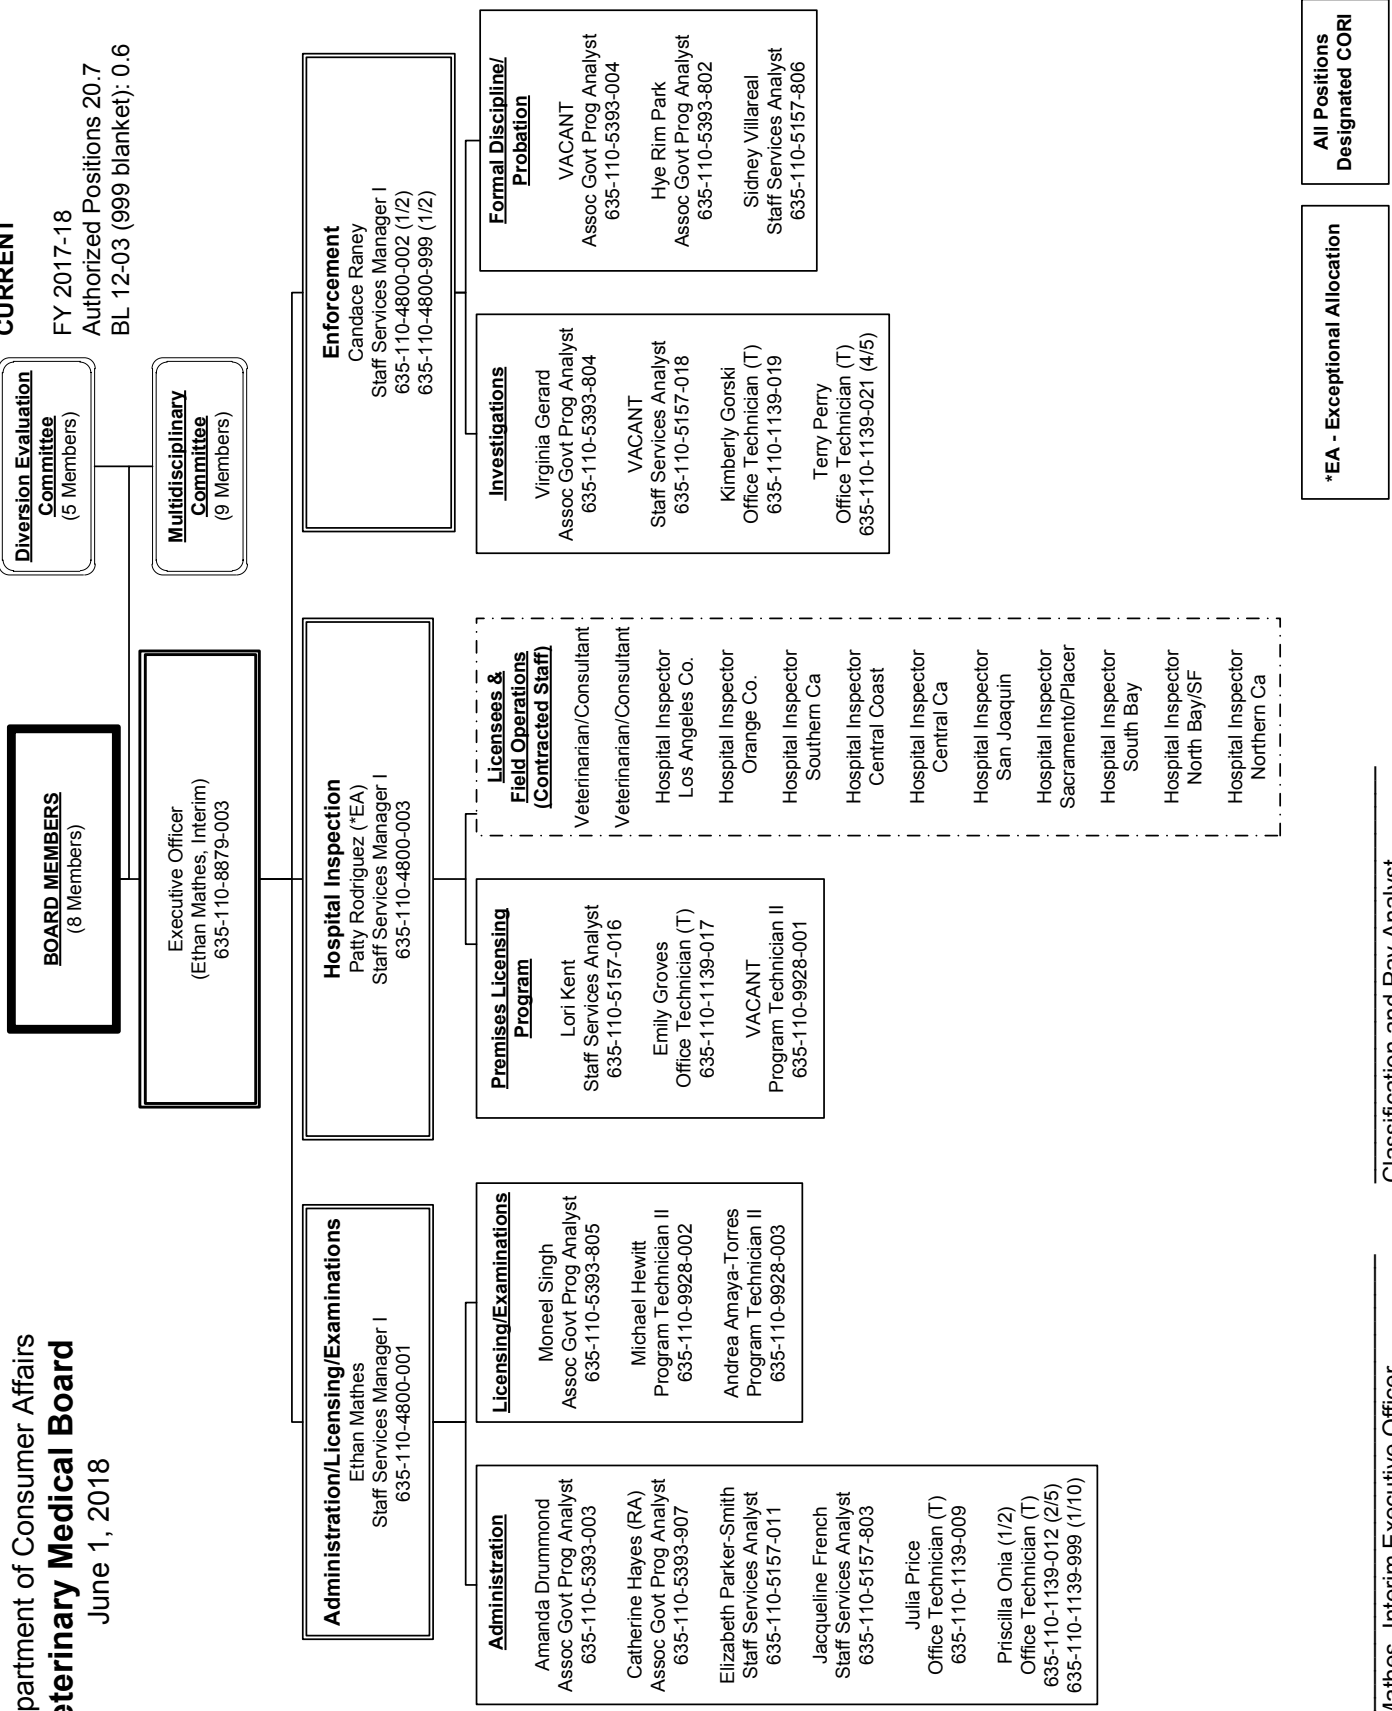 partment of Consumer Affairs
eterinary Medical Board
June 1, 2018
CURRENT
FY 2017-18
Authorized Positions 20.7
BL 12-03 (999 blanket): 0.6
BOARD MEMBERS
(8 Members)
Diversion Evaluation
Committee
(5 Members)
Multidisciplinary
Committee
(9 Members)
Executive Officer
(Ethan Mathes, Interim)
635-110-8879-003
Administration/Licensing/Examinations
Ethan Mathes
Staff Services Manager I
635-110-4800-001
Hospital Inspection
Patty Rodriguez (*EA)
Staff Services Manager I
635-110-4800-003
Enforcement
Candace Raney
Staff Services Manager I
635-110-4800-002 (1/2)
635-110-4800-999 (1/2)
Administration
Amanda Drummond
Assoc Govt Prog Analyst
635-110-5393-003
Catherine Hayes (RA)
Assoc Govt Prog Analyst
635-110-5393-907
Elizabeth Parker-Smith
Staff Services Analyst
635-110-5157-011
Jacqueline French
Staff Services Analyst
635-110-5157-803
Julia Price
Office Technician (T)
635-110-1139-009
Priscilla Onia (1/2)
Office Technician (T)
635-110-1139-012 (2/5)
635-110-1139-999 (1/10)
Licensing/Examinations
Moneel Singh
Assoc Govt Prog Analyst
635-110-5393-805
Michael Hewitt
Program Technician II
635-110-9928-002
Andrea Amaya-Torres
Program Technician II
635-110-9928-003
Premises Licensing
Program
Lori Kent
Staff Services Analyst
635-110-5157-016
Emily Groves
Office Technician (T)
635-110-1139-017
VACANT
Program Technician II
635-110-9928-001
Licensees &
Field Operations
(Contracted Staff)
Veterinarian/Consultant
Veterinarian/Consultant
Hospital Inspector
Los Angeles Co.
Hospital Inspector
Orange Co.
Hospital Inspector
Southern Ca
Hospital Inspector
Central Coast
Hospital Inspector
Central Ca
Hospital Inspector
San Joaquin
Hospital Inspector
Sacramento/Placer
Hospital Inspector
South Bay
Hospital Inspector
North Bay/SF
Hospital Inspector
Northern Ca
Investigations
Virginia Gerard
Assoc Govt Prog Analyst
635-110-5393-804
VACANT
Staff Services Analyst
635-110-5157-018
Kimberly Gorski
Office Technician (T)
635-110-1139-019
Terry Perry
Office Technician (T)
635-110-1139-021 (4/5)
Formal Discipline/
Probation
VACANT
Assoc Govt Prog Analyst
635-110-5393-004
Hye Rim Park
Assoc Govt Prog Analyst
635-110-5393-802
Sidney Villareal
Staff Services Analyst
635-110-5157-806
*EA - Exceptional Allocation
All Positions
Designated CORI
Mathes, Interim Executive Officer
Classification and Pay Analyst